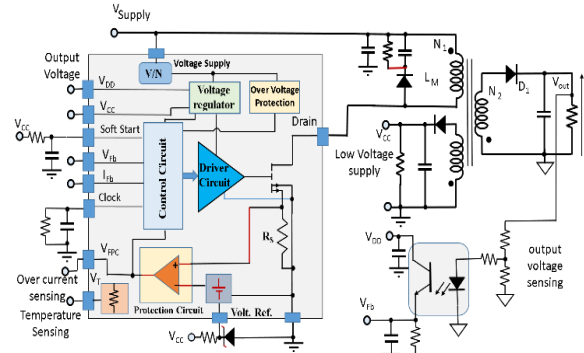 VSupply
Output
Voltage
V/N
Voltage Supply
VDD
Voltage
regulator
Over Voltage
Protection
VCC
Drain
VCC
Soft Start
Control Circuit
VFb
IFb
Driver
Circuit
Clock
RS
VFPC
Over current
sensing
VT
Temperature
Sensing
Protection Circuit
Volt. Ref.
VCC
N1
LM
N2
D1
Vout
VCC
Low Voltage
supply
VDD
VFb
output
voltage
sensing